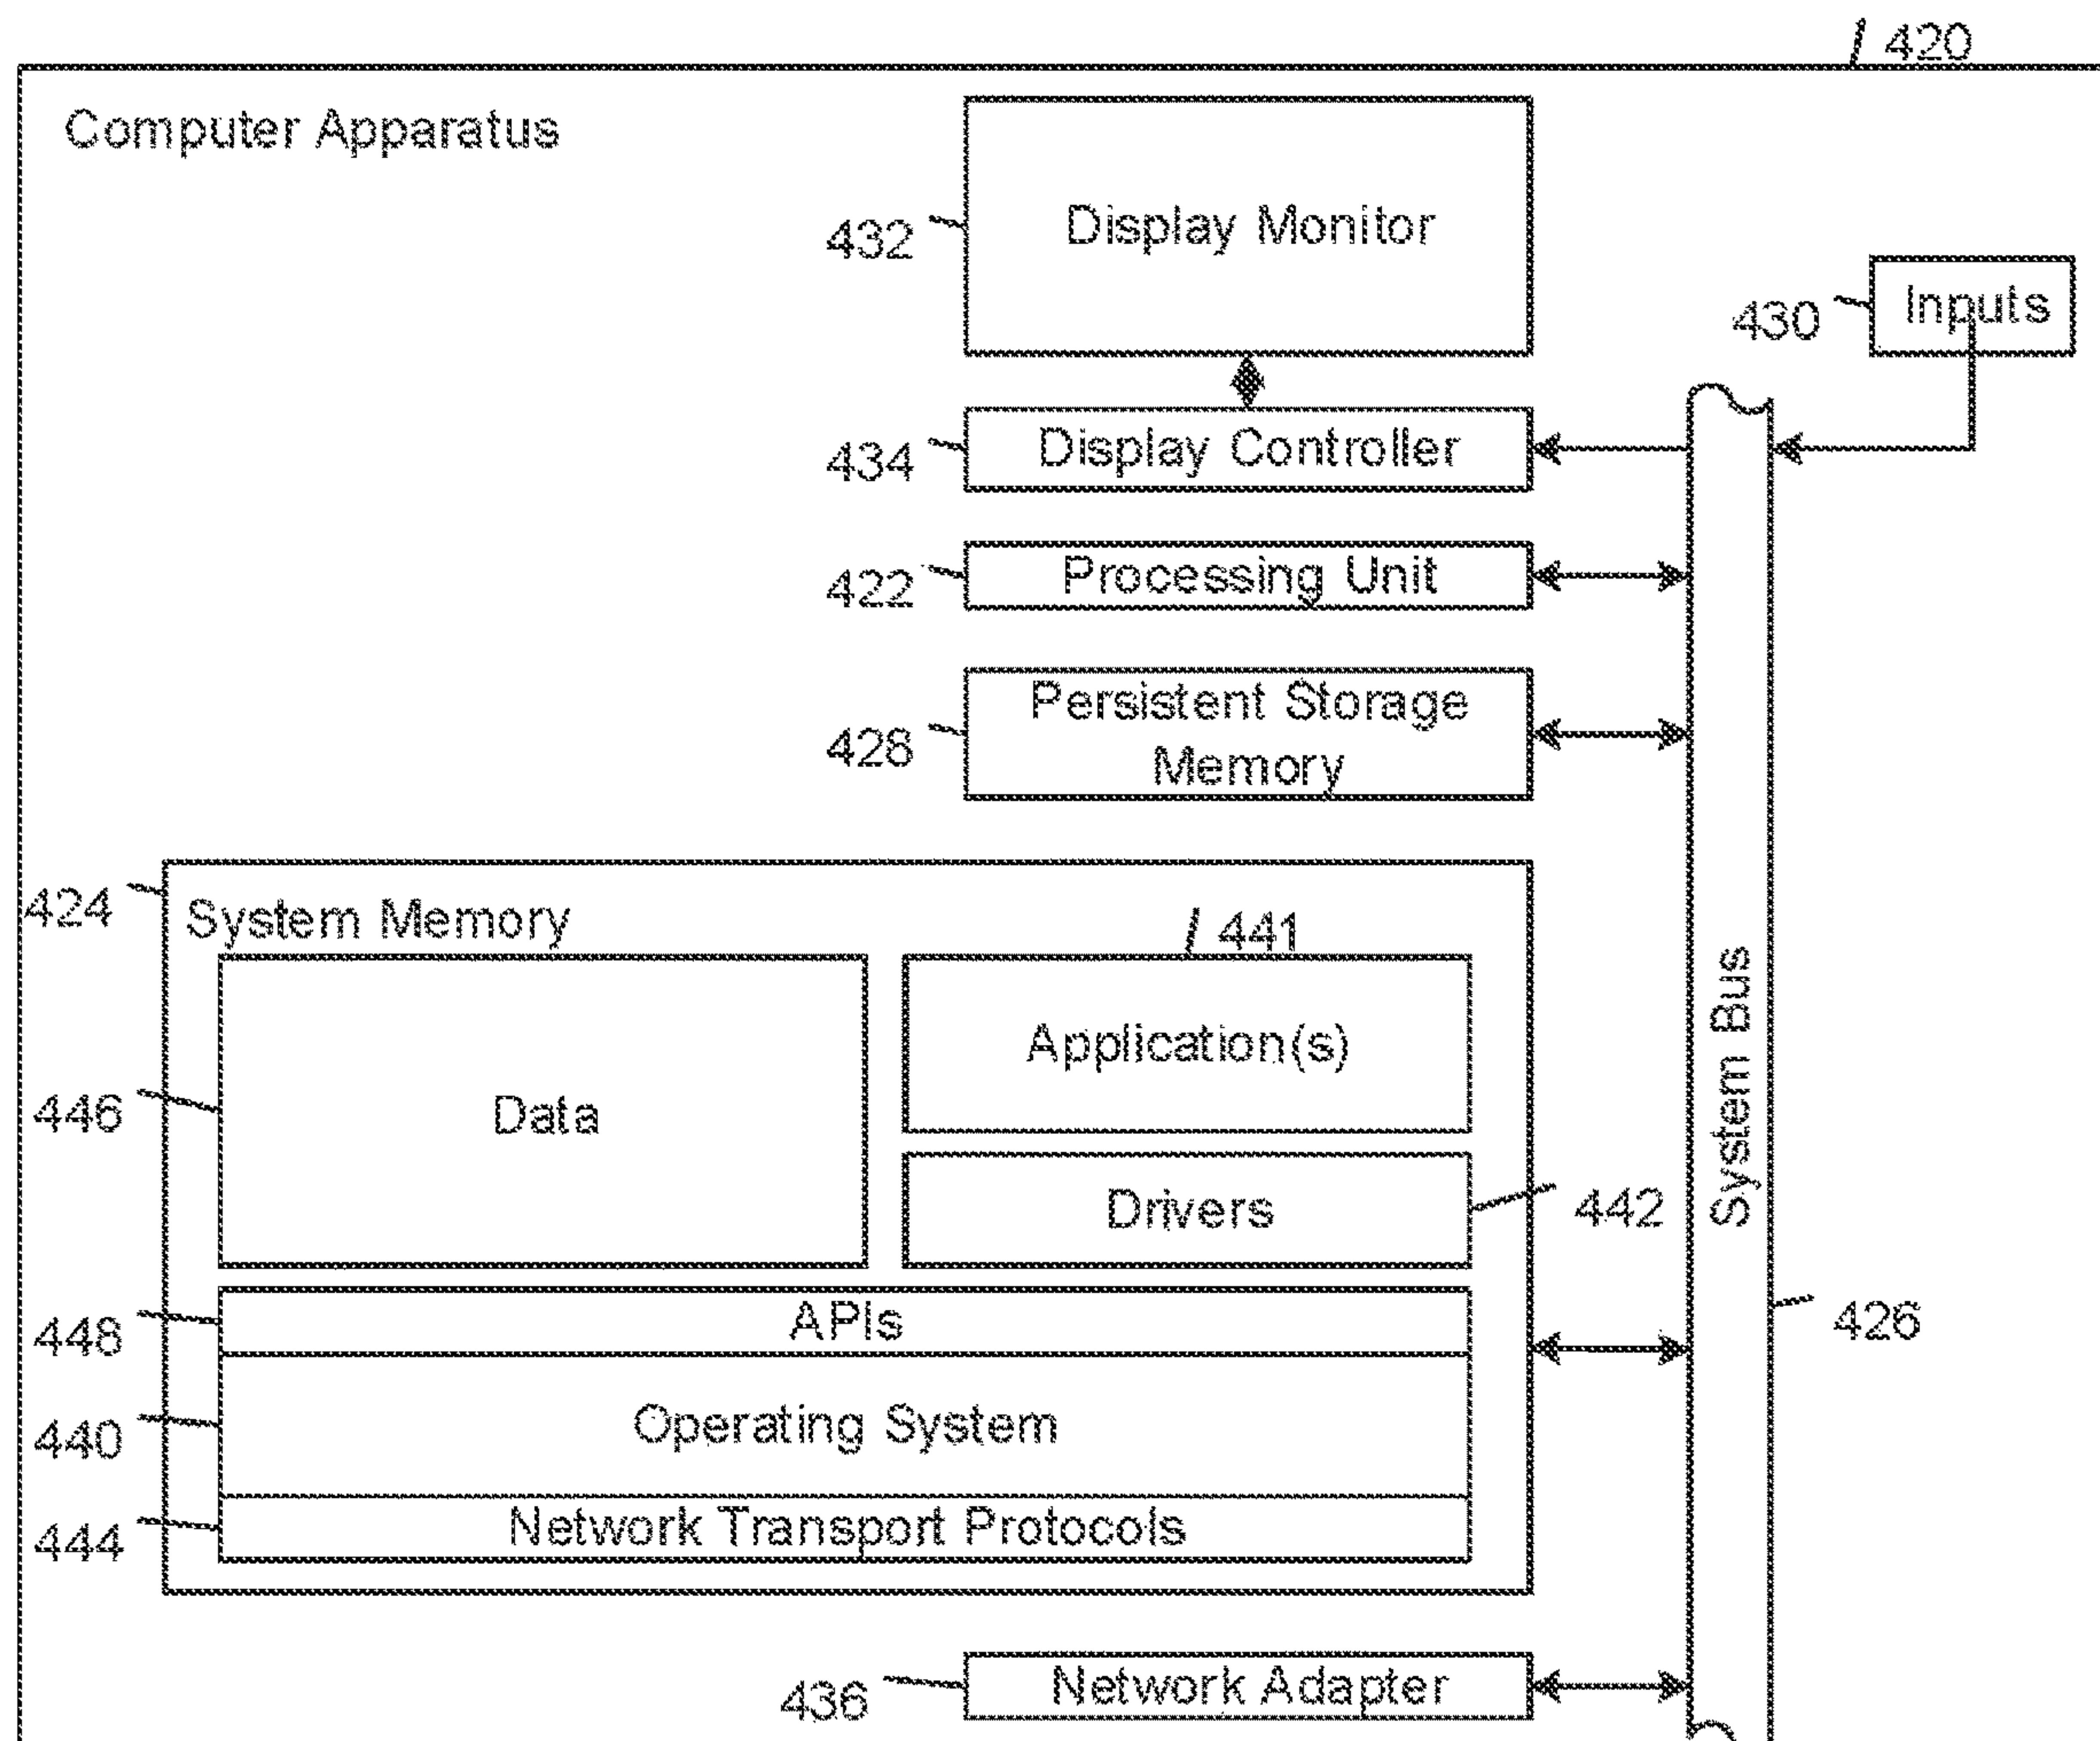 420
Computer Apparatus
432
Display Monitor
430
Inputs
434
Display Controller
422
Processing Unit
428
Persistent Storage
Memory
424
System Memory
441
Application(s)
446
Data
Drivers
442
System Bus
426
448
APIs
440
Operating System
444
Network Transport Protocols
436
Network Adapter